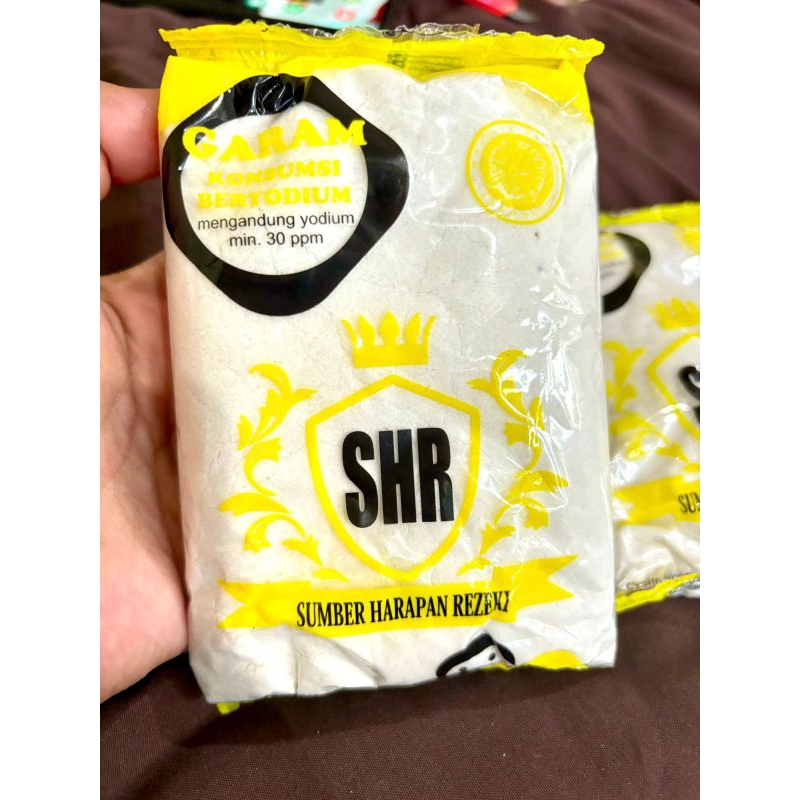 GARAM
KONSUMSI
BERYODIUM
mengandung yodium
min. 30 ppm
SHR
SUMBER HARAPAN REZEKI